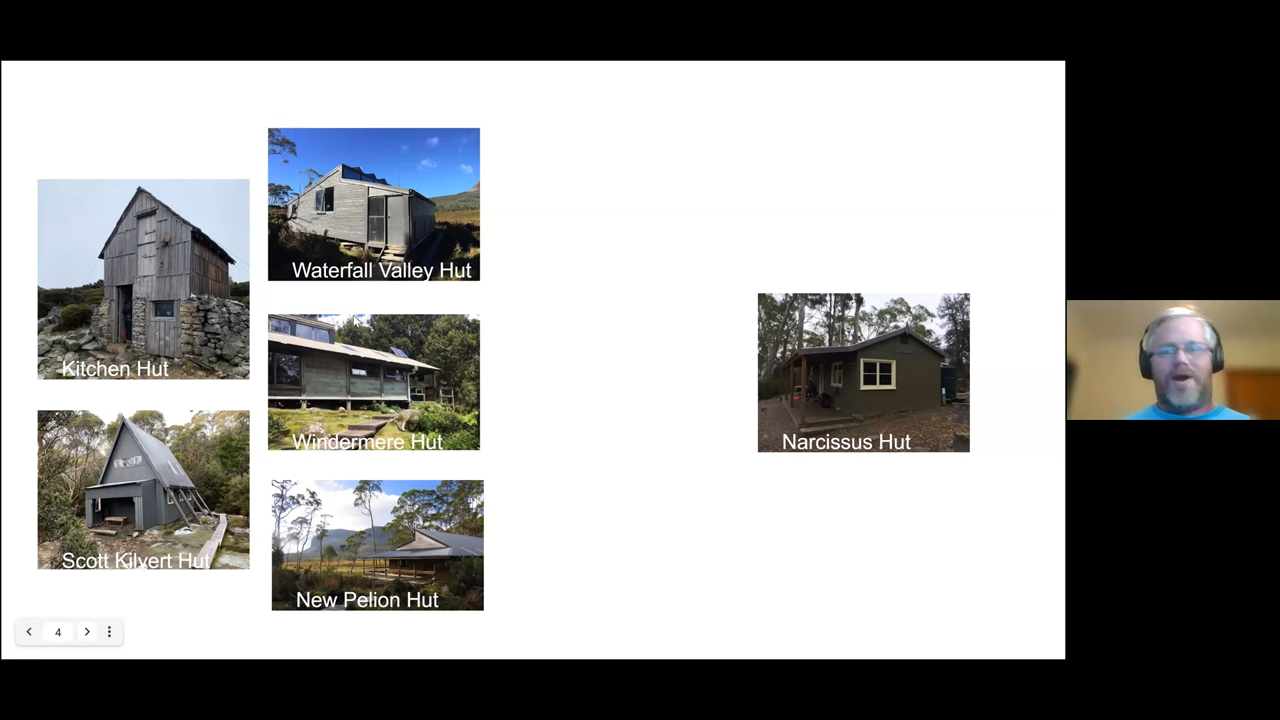 Waterfall Valley Hut
Kitchen Hut
Windermere Hut
Narcissus Hut
Scott Kilvert Hut
New Pelion Hut
4